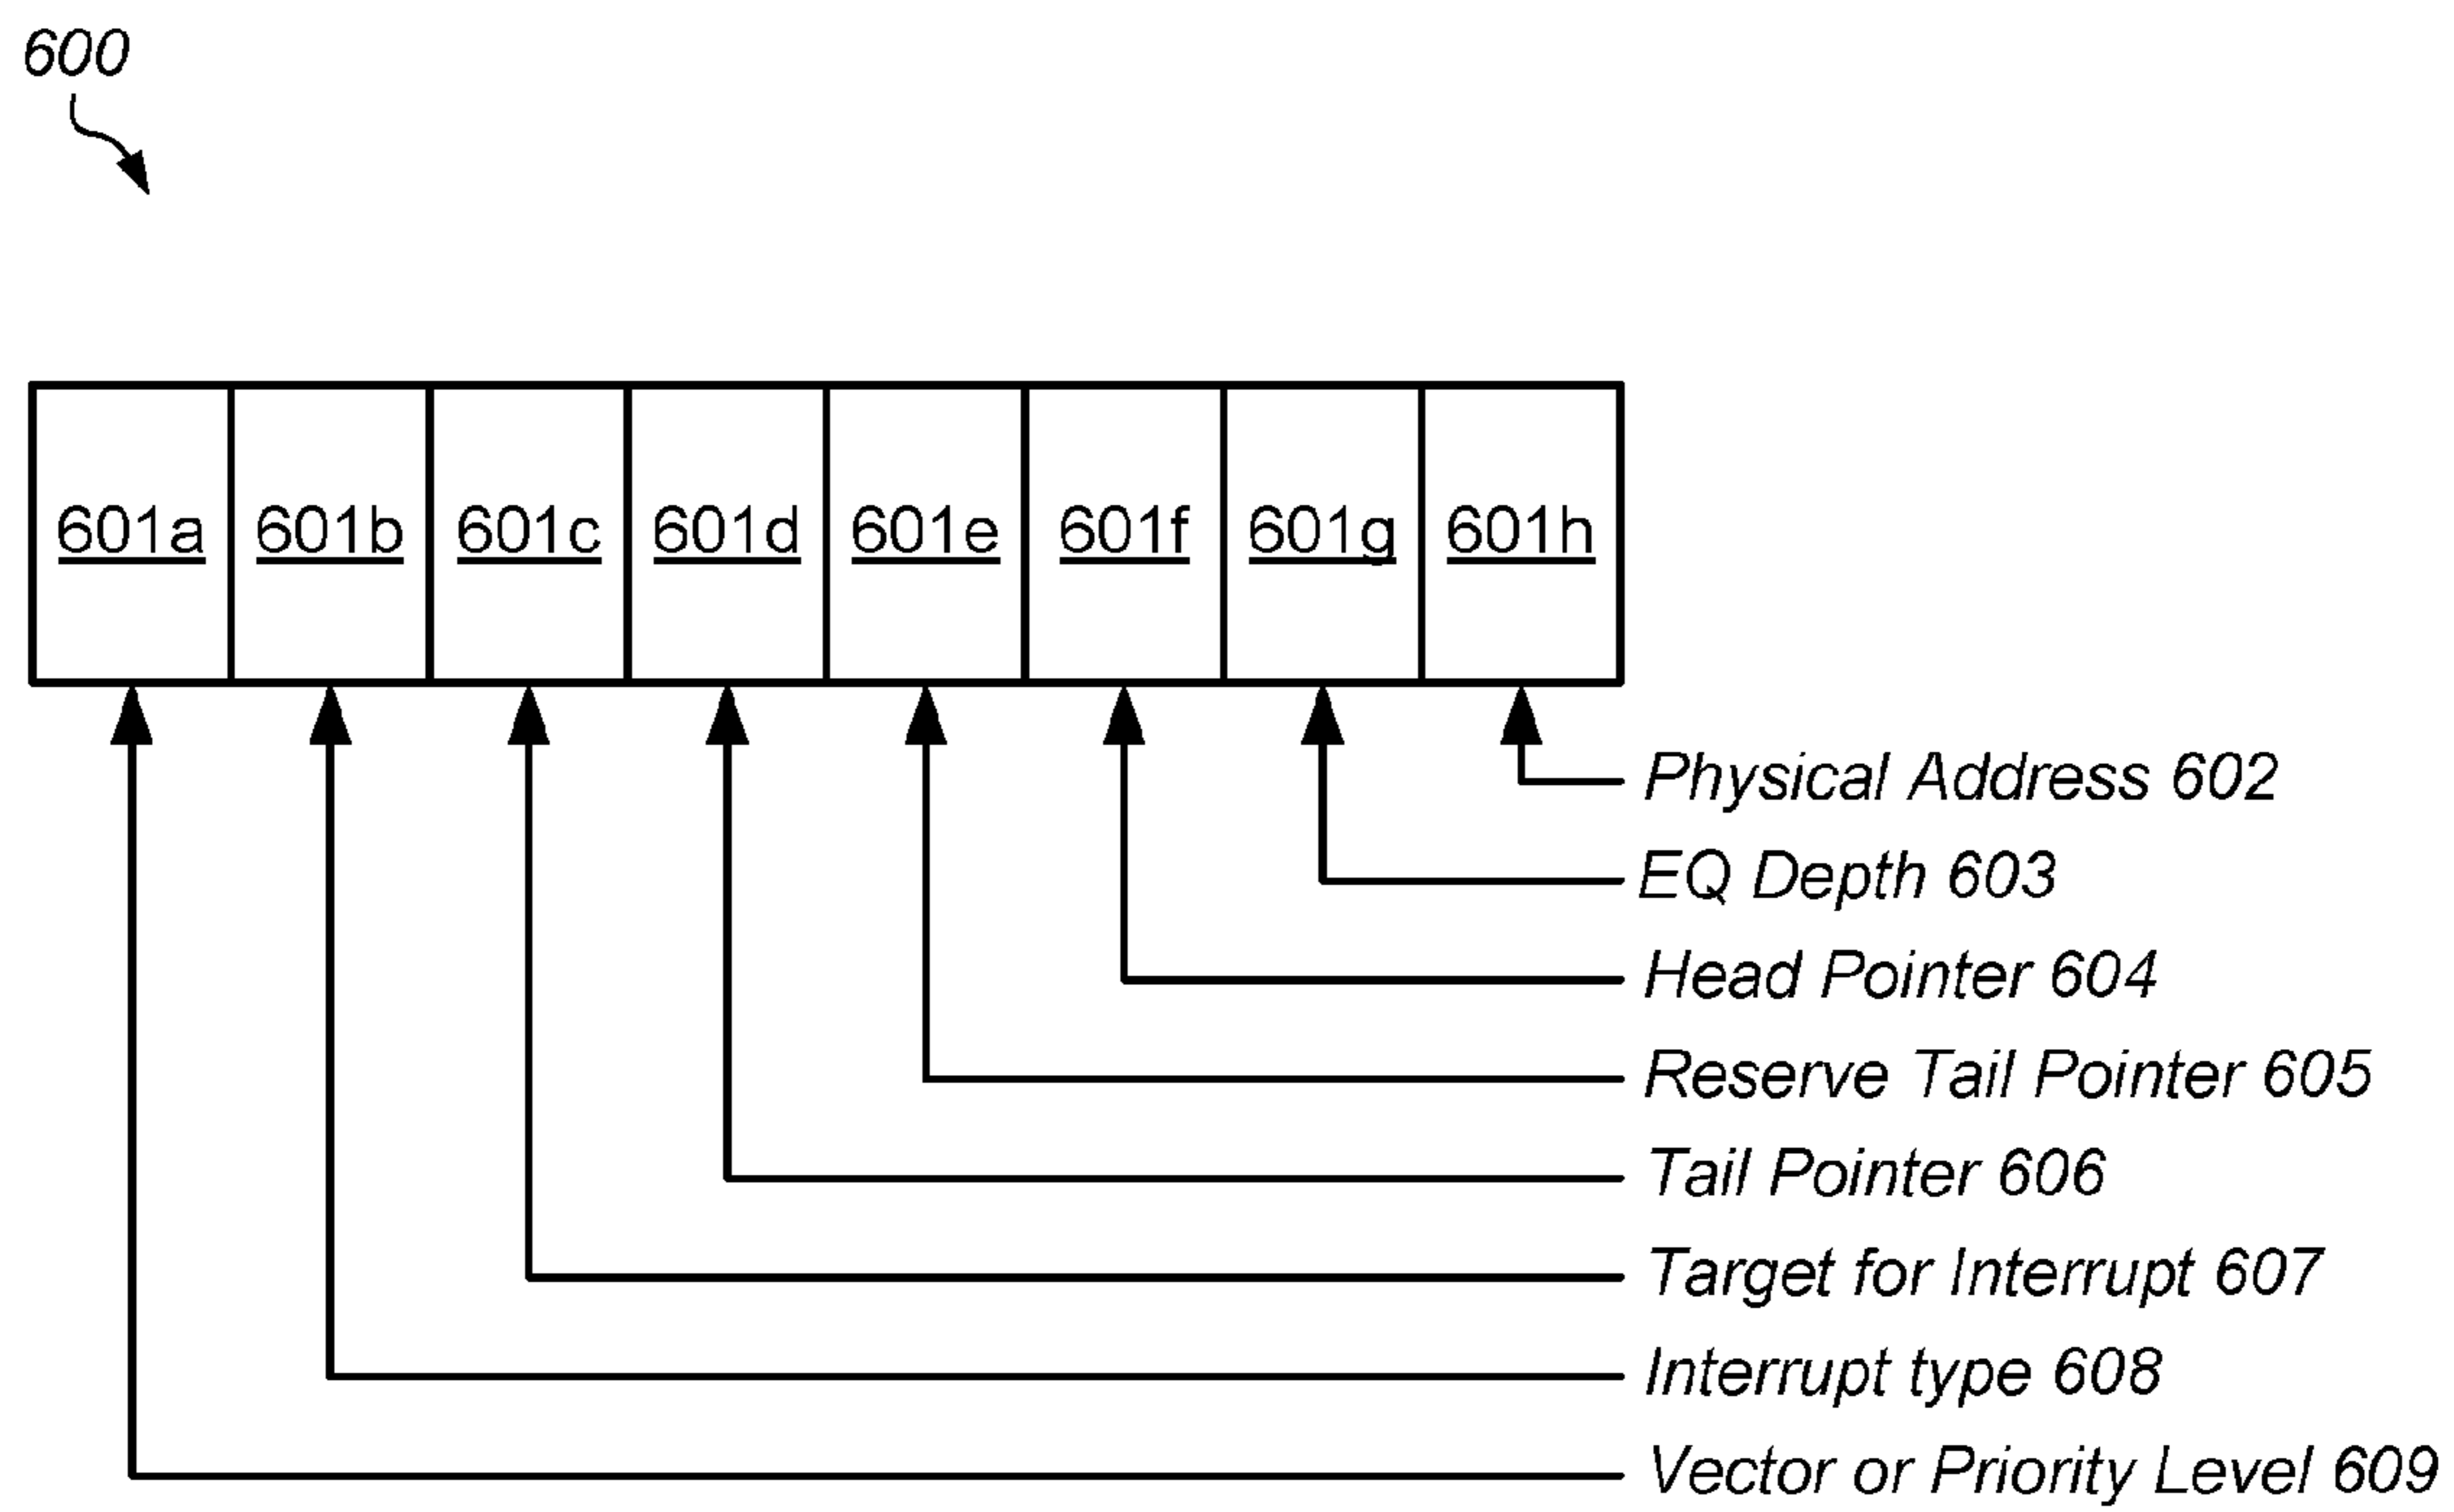 600
601a 601b 601c 601d 601e 601f 601g 601h
Physical Address 602
EQ Depth 603
Head Pointer 604
Reserve Tail Pointer 605
Tail Pointer 606
Target for Interrupt 607
Interrupt type 608
Vector or Priority Level 609